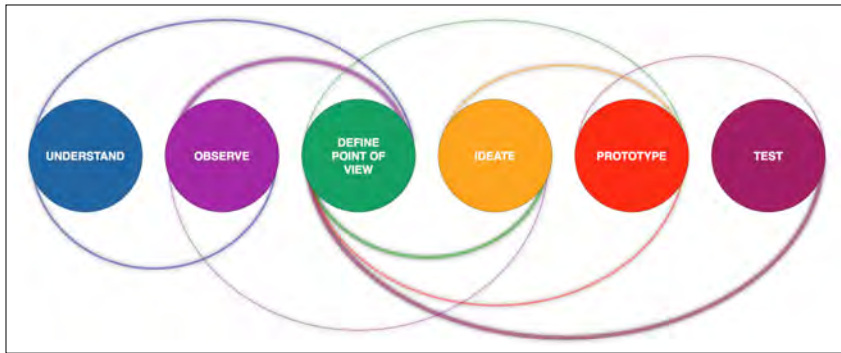 UNDERSTAND
OBSERVE
DEFINE
POINT OF
VIEW
IDEATE
PROTOTYPE
TEST